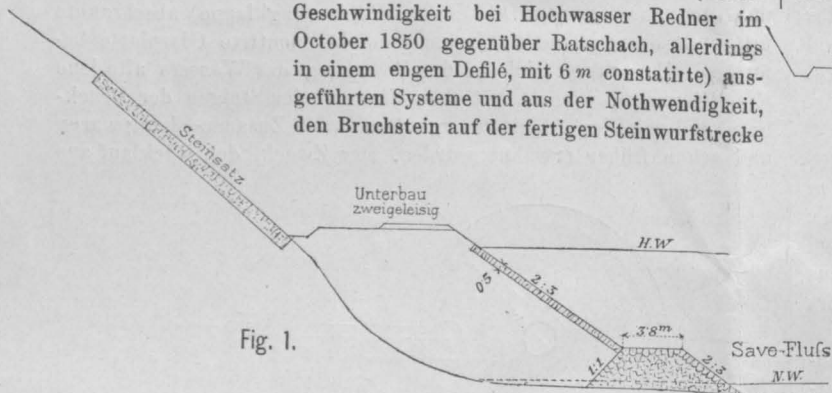 Geschwindigkeit bei Hochwasser Redner im
October 1850 gegenüber Ratschach, allerdings
in einem engen Defilé, mit 6 m constatirte) aus-
geführten Systeme und aus der Nothwendigkeit,
den Bruchstein auf der fertigen Steinwurfstrecke
Steinsatz
Unterbau
zweigeleisig
H.W
0·5
2:3
Fig. 1.
3·8m
Save-Fluſs
1:1
2:3
N.W.